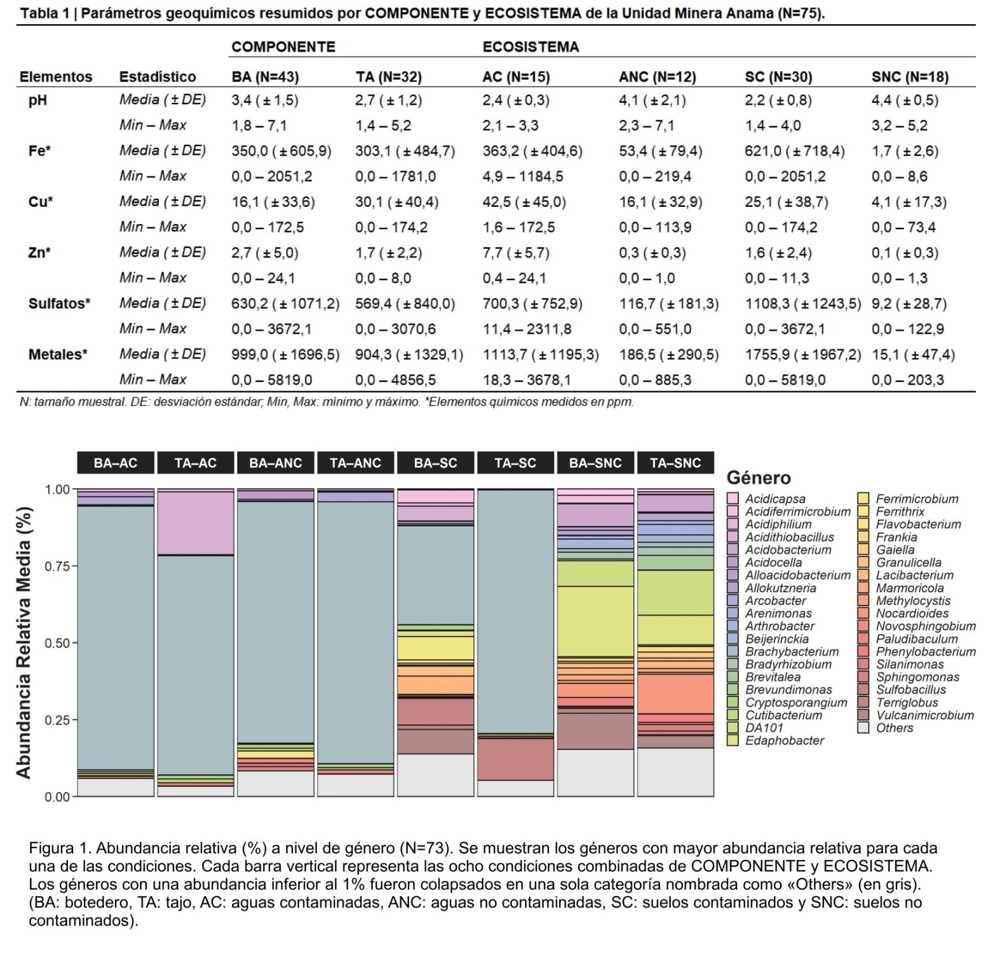 Tabla 1 | Parámetros geoquímicos resumidos por COMPONENTE y ECOSISTEMA de la Unidad Minera Anama (N=75).
COMPONENTE ECOSISTEMA
Elementos Estadístico BA (N=43) TA (N=32) AC (N=15) ANC (N=12) SC (N=30) SNC (N=18)
pH Media (±DE) 3,4 (±1,5) 2,7 (±1,2) 2,4 (±0,3) 4,1 (±2,1) 2,2 (±0,8) 4,4 (±0,5)
Min – Max 1,8 – 7,1 1,4 – 5,2 2,1 – 3,3 2,3 – 7,1 1,4 – 4,0 3,2 – 5,2
Fe* Media (±DE) 350,0 (±605,9) 303,1 (±484,7) 363,2 (±404,6) 53,4 (±79,4) 621,0 (±718,4) 1,7 (±2,6)
Min – Max 0,0 – 2051,2 0,0 – 1781,0 4,9 – 1184,5 0,0 – 219,4 0,0 – 2051,2 0,0 – 8,6
Cu* Media (±DE) 16,1 (±33,6) 30,1 (±40,4) 42,5 (±45,0) 16,1 (±32,9) 25,1 (±38,7) 4,1 (±17,3)
Min – Max 0,0 – 172,5 0,0 – 174,2 1,6 – 172,5 0,0 – 113,9 0,0 – 174,2 0,0 – 73,4
Zn* Media (±DE) 2,7 (±5,0) 1,7 (±2,2) 7,7 (±5,7) 0,3 (±0,3) 1,6 (±2,4) 0,1 (±0,3)
Min – Max 0,0 – 24,1 0,0 – 8,0 0,4 – 24,1 0,0 – 1,0 0,0 – 11,3 0,0 – 1,3
Sulfatos* Media (±DE) 630,2 (±1071,2) 569,4 (±840,0) 700,3 (±752,9) 116,7 (±181,3) 1108,3 (±1243,5) 9,2 (±28,7)
Min – Max 0,0 – 3672,1 0,0 – 3070,6 11,4 – 2311,8 0,0 – 551,0 0,0 – 3672,1 0,0 – 122,9
Metales* Media (±DE) 999,0 (±1696,5) 904,3 (±1329,1) 1113,7 (±1195,3) 186,5 (±290,5) 1755,9 (±1967,2) 15,1 (±47,4)
Min – Max 0,0 – 5819,0 0,0 – 4856,5 18,3 – 3678,1 0,0 – 885,3 0,0 – 5819,0 0,0 – 203,3
N: tamaño muestral. DE: desviación estándar; Min, Max: mínimo y máximo. *Elementos químicos medidos en ppm.
BA–AC TA–AC BA–ANC TA–ANC BA–SC TA–SC BA–SNC TA–SNC
Abundancia Relativa Media (%)
1.00
0.75
0.50
0.25
0.00
Género
Acidicapsa
Acidiferrimicrobium
Acidiphilium
Acidithiobacillus
Acidobacterium
Acidocella
Alloacidobacterium
Allokutzneria
Arcobacter
Arenimonas
Arthrobacter
Beijerinckia
Brachybacterium
Bradyrhizobium
Brevitalea
Brevundimonas
Cryptosporangium
Cutibacterium
DA101
Edaphobacter
Ferrimicrobium
Ferrithrix
Flavobacterium
Frankia
Gaiella
Granulicella
Lacibacterium
Marmoricola
Methylocystis
Nocardioides
Novosphingobium
Paludibaculum
Phenylobacterium
Silanimonas
Sphingomonas
Sulfobacillus
Terriglobus
Vulcanimicrobium
Others
Figura 1. Abundancia relativa (%) a nivel de género (N=73). Se muestran los géneros con mayor abundancia relativa para cada
una de las condiciones. Cada barra vertical representa las ocho condiciones combinadas de COMPONENTE y ECOSISTEMA.
Los géneros con una abundancia inferior al 1% fueron colapsados en una sola categoría nombrada como «Others» (en gris).
(BA: botedero, TA: tajo, AC: aguas contaminadas, ANC: aguas no contaminadas, SC: suelos contaminados y SNC: suelos no
contaminados).